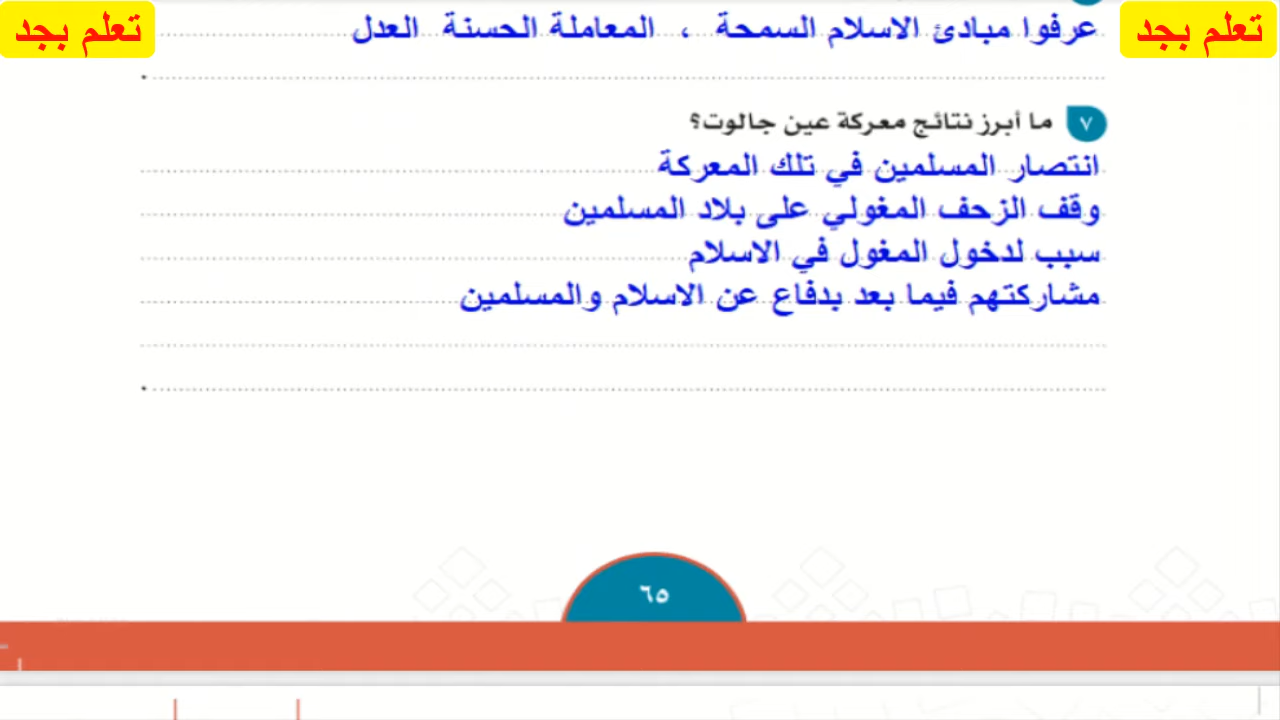 تعلم بجد
تعلم بجد
عرفوا مبادئ الاسلام السمحة ، المعاملة الحسنة العدل
٧ ما أبرز نتائج معركة عين جالوت؟
انتصار المسلمين في تلك المعركة
وقف الزحف المغولي على بلاد المسلمين
سبب لدخول المغول في الاسلام
مشاركتهم فيما بعد بدفاع عن الاسلام والمسلمين
٦٥